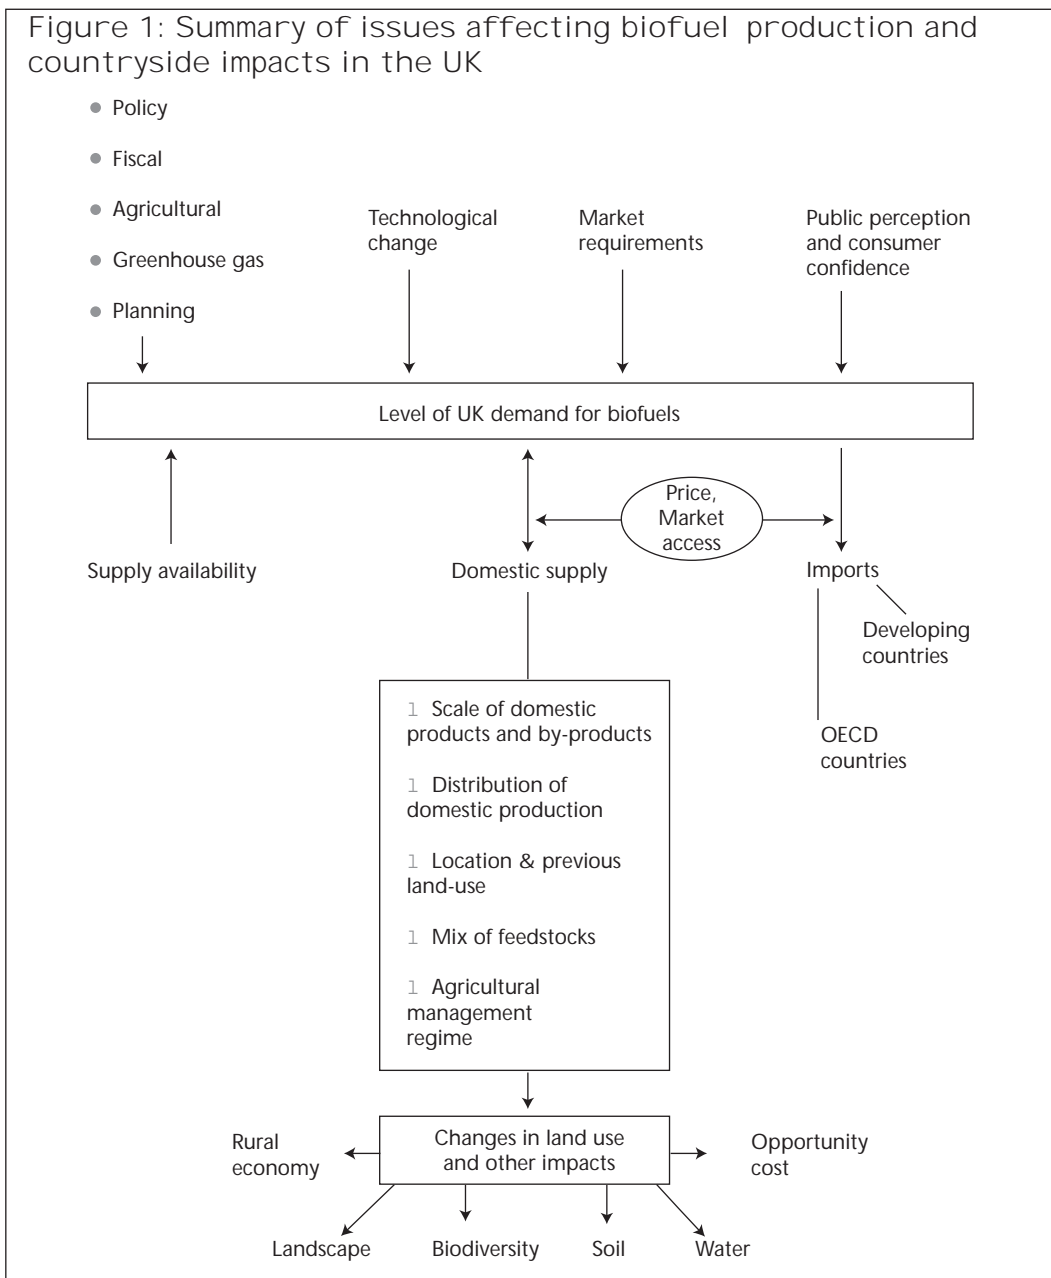 Figure 1: Summary of issues affecting biofuel production and
countryside impacts in the UK
Policy
Fiscal
Agricultural
Greenhouse gas
Planning
Technological
change
Market
requirements
Public perception
and consumer
confidence
Level of UK demand for biofuels
Price,
Market
access
Supply availability
Domestic supply
Imports
Developing
countries
OECD
countries
l Scale of domestic
products and by-products
l Distribution of
domestic production
l Location & previous
land-use
l Mix of feedstocks
l Agricultural
management
regime
Changes in land use
and other impacts
Rural
economy
Opportunity
cost
Landscape
Biodiversity
Soil
Water